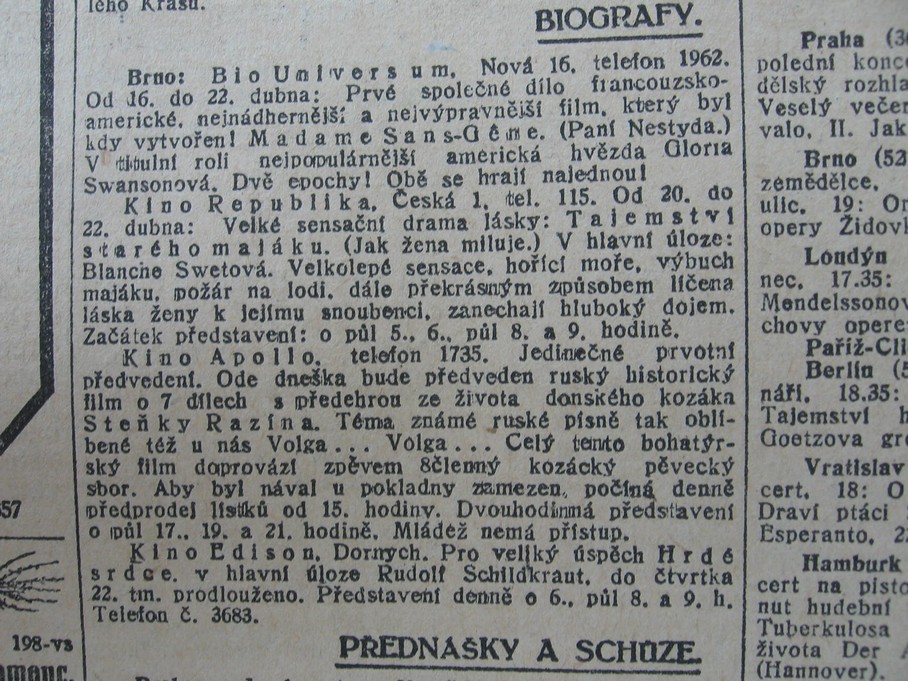 lého Krasu.
BIOGRAFY.
Brno: Bio Universum, Nová 16, telefon 1962.
Od 16. do 22. dubna: Prvé společné dílo francouzsko-
americké, nejnádhernější a nejvýpravnější film, který byl
kdy vytvořen! Madame Sans-Gêne. (Paní Nestyda.)
V titulní roli nejpopulárnější americká hvězda Gloria
Swansonová. Dvě epochy! Obě se hrají najednou!
Kino Republika, Česká 1, tel. 115. Od 20. do
22. dubna: Velké sensační drama lásky: Tajemství
starého majáku. (Jak žena miluje.) V hlavní úloze:
Blanche Swetová. Velkolepé sensace, hořící moře, výbuch
majáku, požár na lodi, dále překrásným způsobem líčena
láska ženy k jejímu snoubenci, zanechají hluboký dojem.
Začátek představení: o půl 5., 6., půl 8. a 9. hodině.
Kino Apollo, telefon 1735. Jedinečné prvotní
předvedení. Ode dneška bude předveden ruský historický
film o 7 dílech s předehrou ze života donského kozáka
Steňky Razina. Téma známé ruské písně tak oblí-
bené též u nás Volga... Volga... Celý tento bohatýr-
ský film doprovází zpěvem 8členný kozácký pěvecký
sbor. Aby byl nával u pokladny zamezen, počíná denně
předprodej lístků od 15. hodiny. Dvouhodinná představení
o půl 17., 19. a 21. hodině. Mládež nemá přístup.
Kino Edison, Dornych. Pro veliký úspěch Hrdé
srdce, v hlavní úloze Rudolf Schildkraut, do čtvrtka
22. tm. prodlouženo. Představení denně o 6., půl 8. a 9. h.
Telefon č. 3683.
PŘEDNÁŠKY A SCHŮZE.
Praha (3
polední konc
dělský rozhla
Veselý večer
valo, II. Jak
Brno (52
zemědělce,
ulic. 19: Or
opery Židovk
Londýn
nec. 17.35:
Mendelssonov
chovy opere
Paříž-Cli
Berlín (5
náři. 18.35:
Tajemství h
Goetzova gro
Vratislav
cert. 18: O
Draví ptáci
Esperanto, 2
Hamburk
cert na pisto
nut hudební
Tuberkulosa
života Der A
(Hannover).
57
198-vs
omouc.